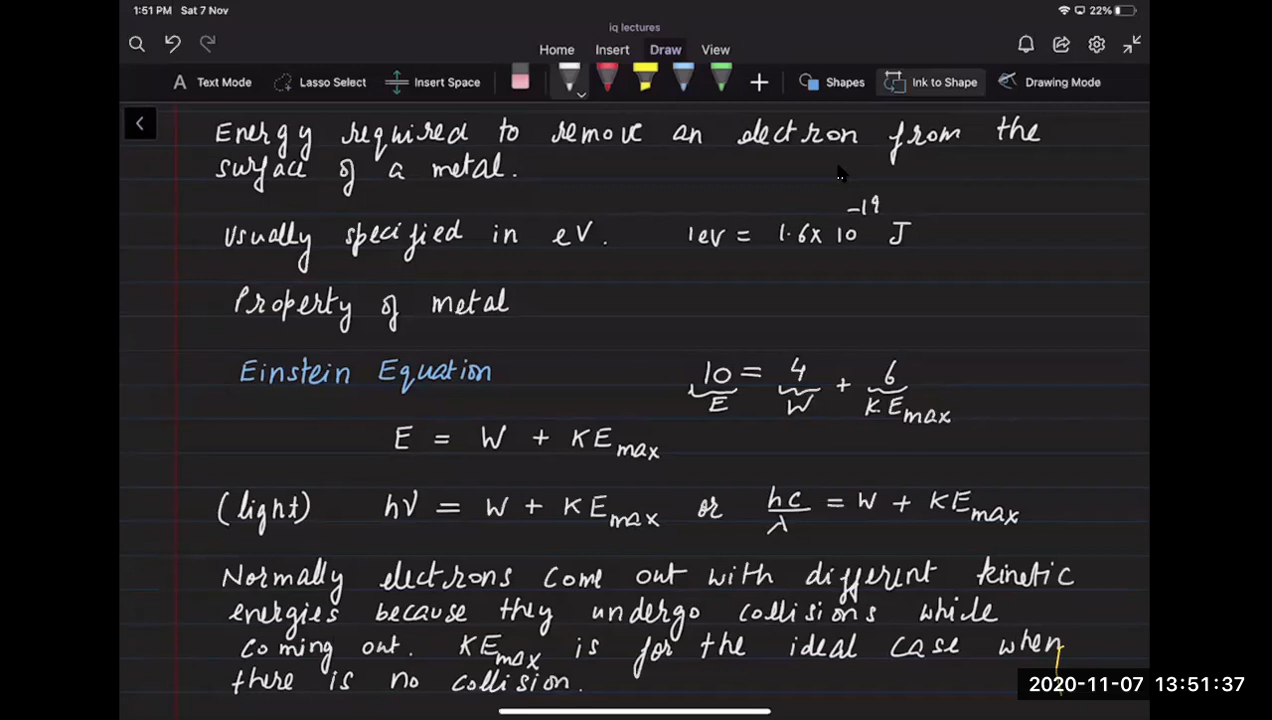 1:51 PM Sat 7 Nov
22%
iq lectures
Home Insert Draw View
Text Mode Lasso Select Insert Space Shapes Ink to Shape Drawing Mode
Energy required to remove an electron from the
surface of a metal.
Usually specified in eV. 1eV = 1.6x 10^-19 J
Property of metal
Einstein Equation
10 = 4 + 6
E W KEmax
E = W + KEmax
(light) hν = W + KEmax or hc/λ = W + KEmax
Normally electrons come out with different kinetic
energies because they undergo collisions while
coming out. KEmax is for the ideal case when
there is no collision.
2020-11-07 13:51:37